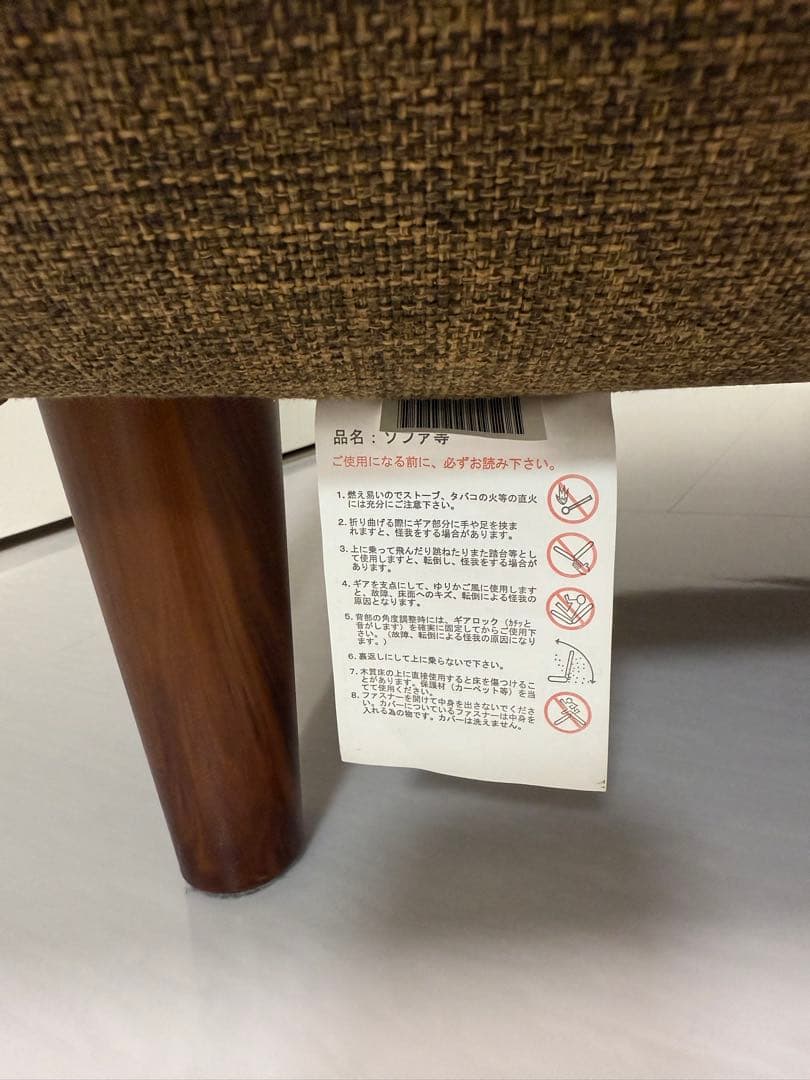 品名：ソファ等
ご使用になる前に、必ずお読み下さい。
1. 燃え易いのでストーブ、タバコの火等の直火
には充分にご注意下さい。
2. 折り曲げる際にギア部分に手や足を挟ま
れますと、怪我をする場合があります。
3. 上に乗って飛んだり跳ねたりまた踏台等とし
て使用しますと、転倒し、怪我をする場合が
あります。
4. ギアを支点にして、ゆりかご風に使用します
と、故障、床面へのキズ、転倒による怪我の
原因となります。
5. 背部の角度調整時には、ギアロック（カチッと
音がします）を確実に固定してからご使用下
さい。（故障、転倒による怪我の原因になり
ます。）
6. 裏返しにして上に乗らないで下さい。
7. 木質床の上に直接使用すると床を傷つけるこ
とがあります。保護材（カーペット等）を当
てて使用ください。
8. ファスナーを開けて中身を出さないでくださ
い。カバーについているファスナーは中身を
入れる為の物です。カバーは洗えません。